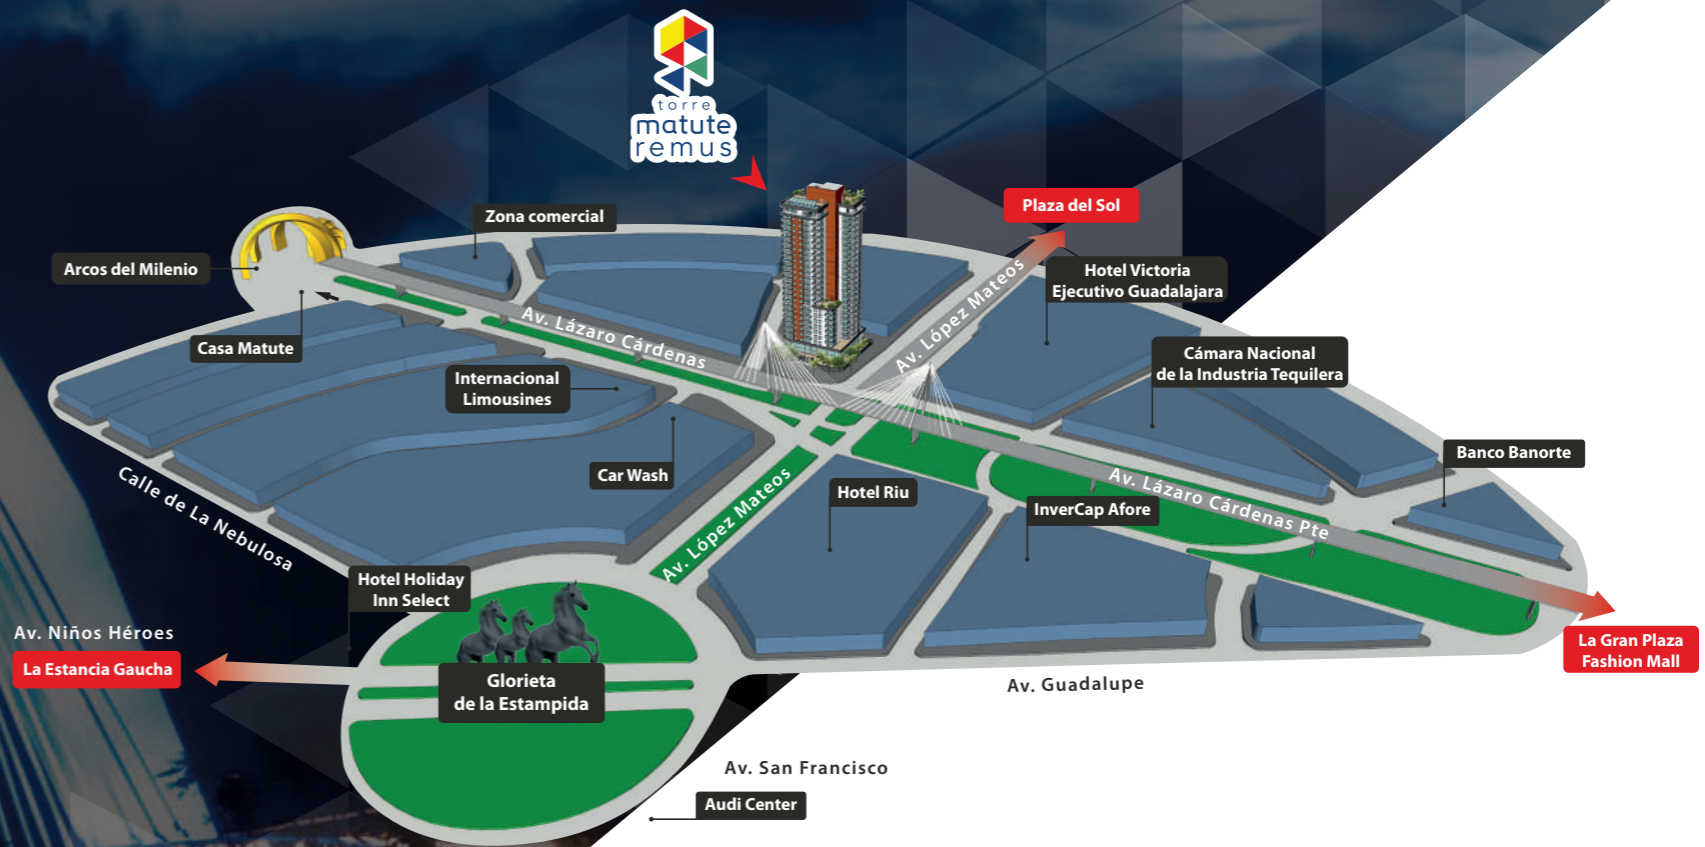 torre
matute
remus
Plaza del Sol
Zona comercial
Arcos del Milenio
Hotel Victoria
Ejecutivo Guadalajara
Av. López Mateos
Av. Lázaro Cárdenas
Casa Matute
Cámara Nacional
de la Industria Tequilera
Internacional
Limousines
Banco Banorte
Car Wash
Hotel Riu
Av. Lázaro Cárdenas Pte
InverCap Afore
Av. López Mateos
Calle de La Nebulosa
Hotel Holiday
Inn Select
Av. Niños Héroes
La Estancia Gaucha
La Gran Plaza
Fashion Mall
Glorieta
de la Estampida
Av. Guadalupe
Av. San Francisco
Audi Center